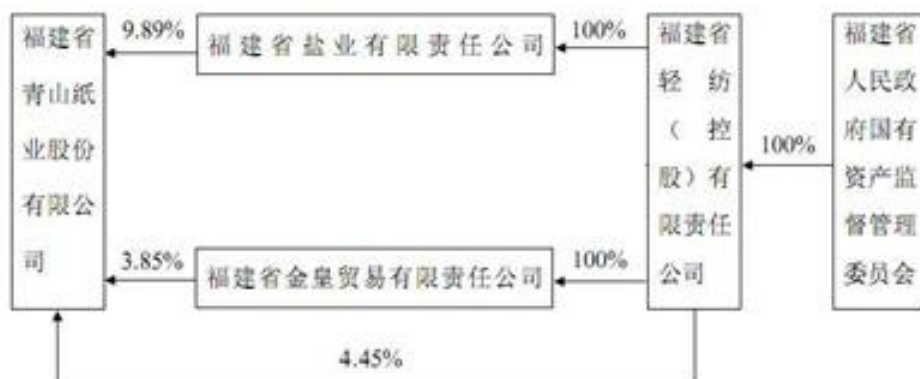 福建省
青山纸
业股份
有限公
司
9.89%
福建省盐业有限责任公司
100%
3.85%
福建省金皇贸易有限责任公司
100%
福建省
轻纺
（控
股）有
限责任
公司
100%
福建省
人民政
府国有
资产监
督管理
委员会
4.45%